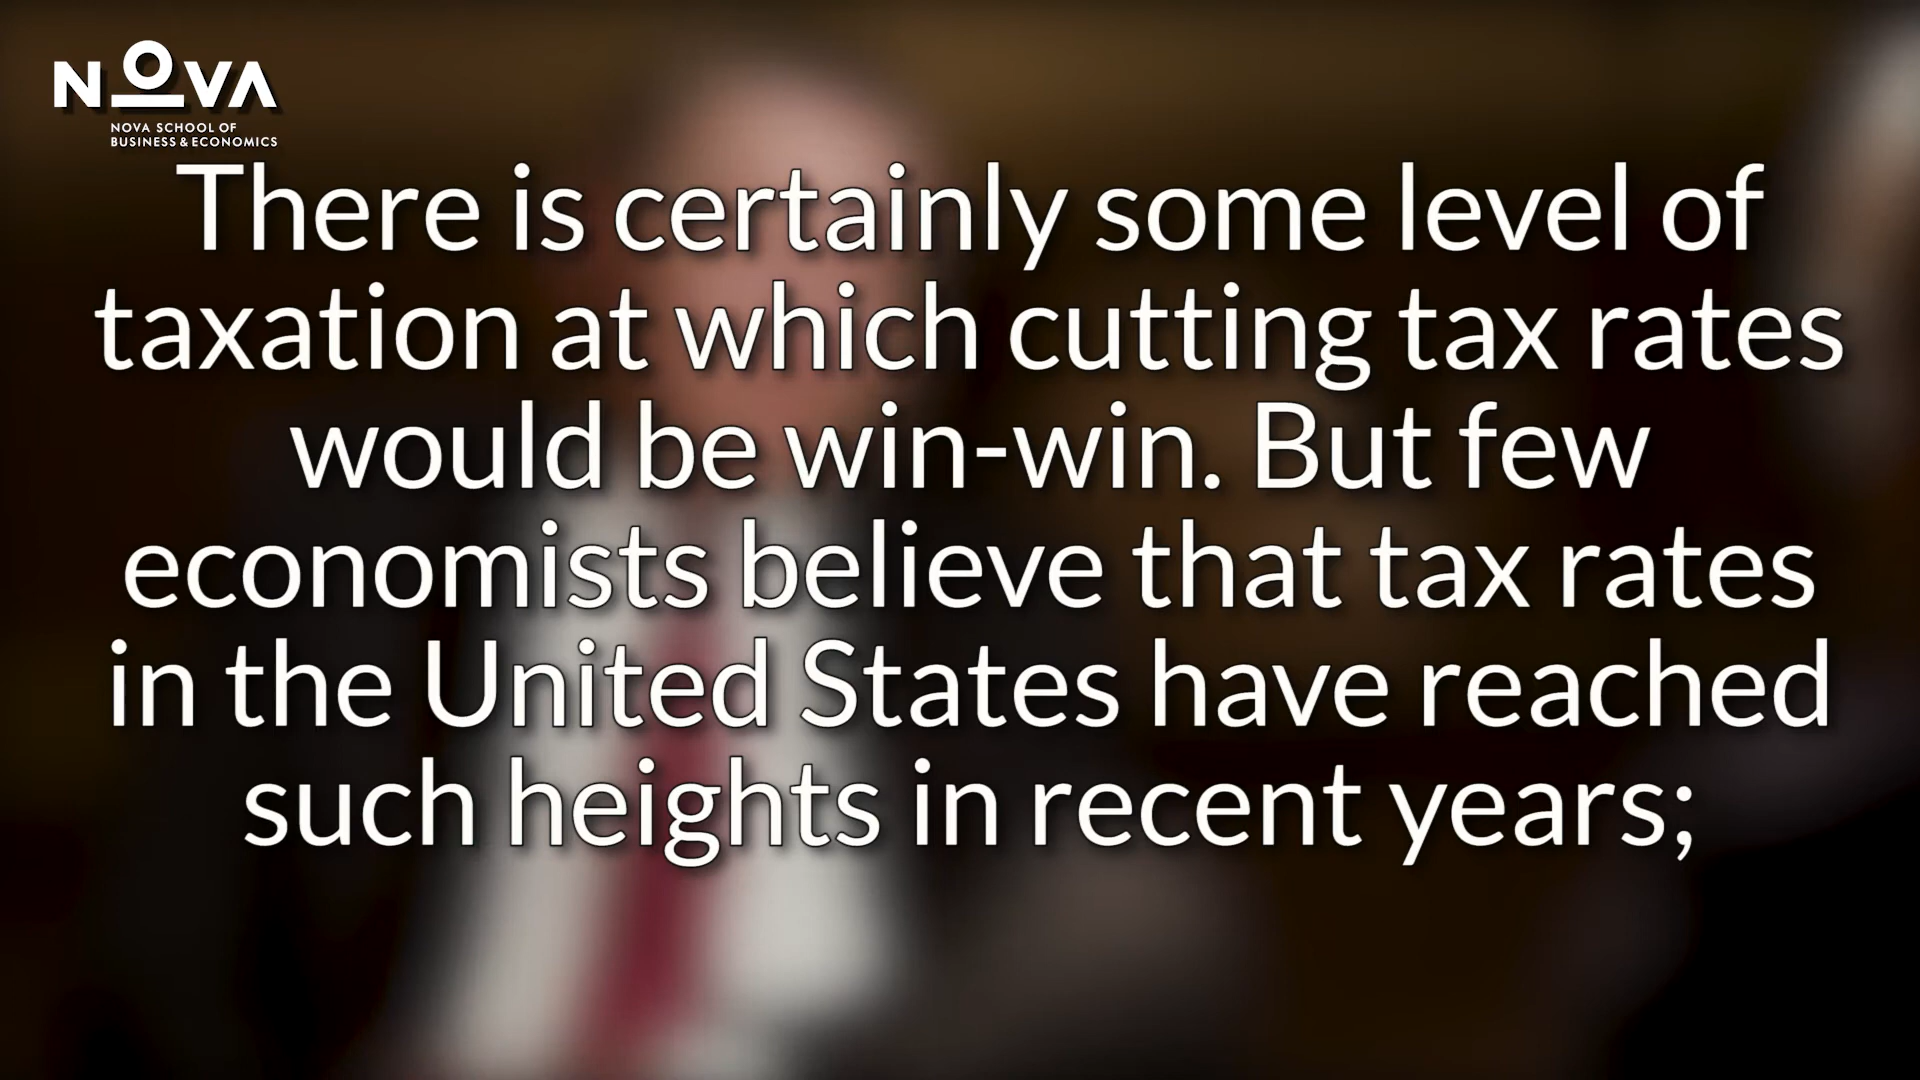 NOVA
NOVA SCHOOL OF
BUSINESS & ECONOMICS
There is certainly some level of
taxation at which cutting tax rates
would be win-win. But few
economists believe that tax rates
in the United States have reached
such heights in recent years;